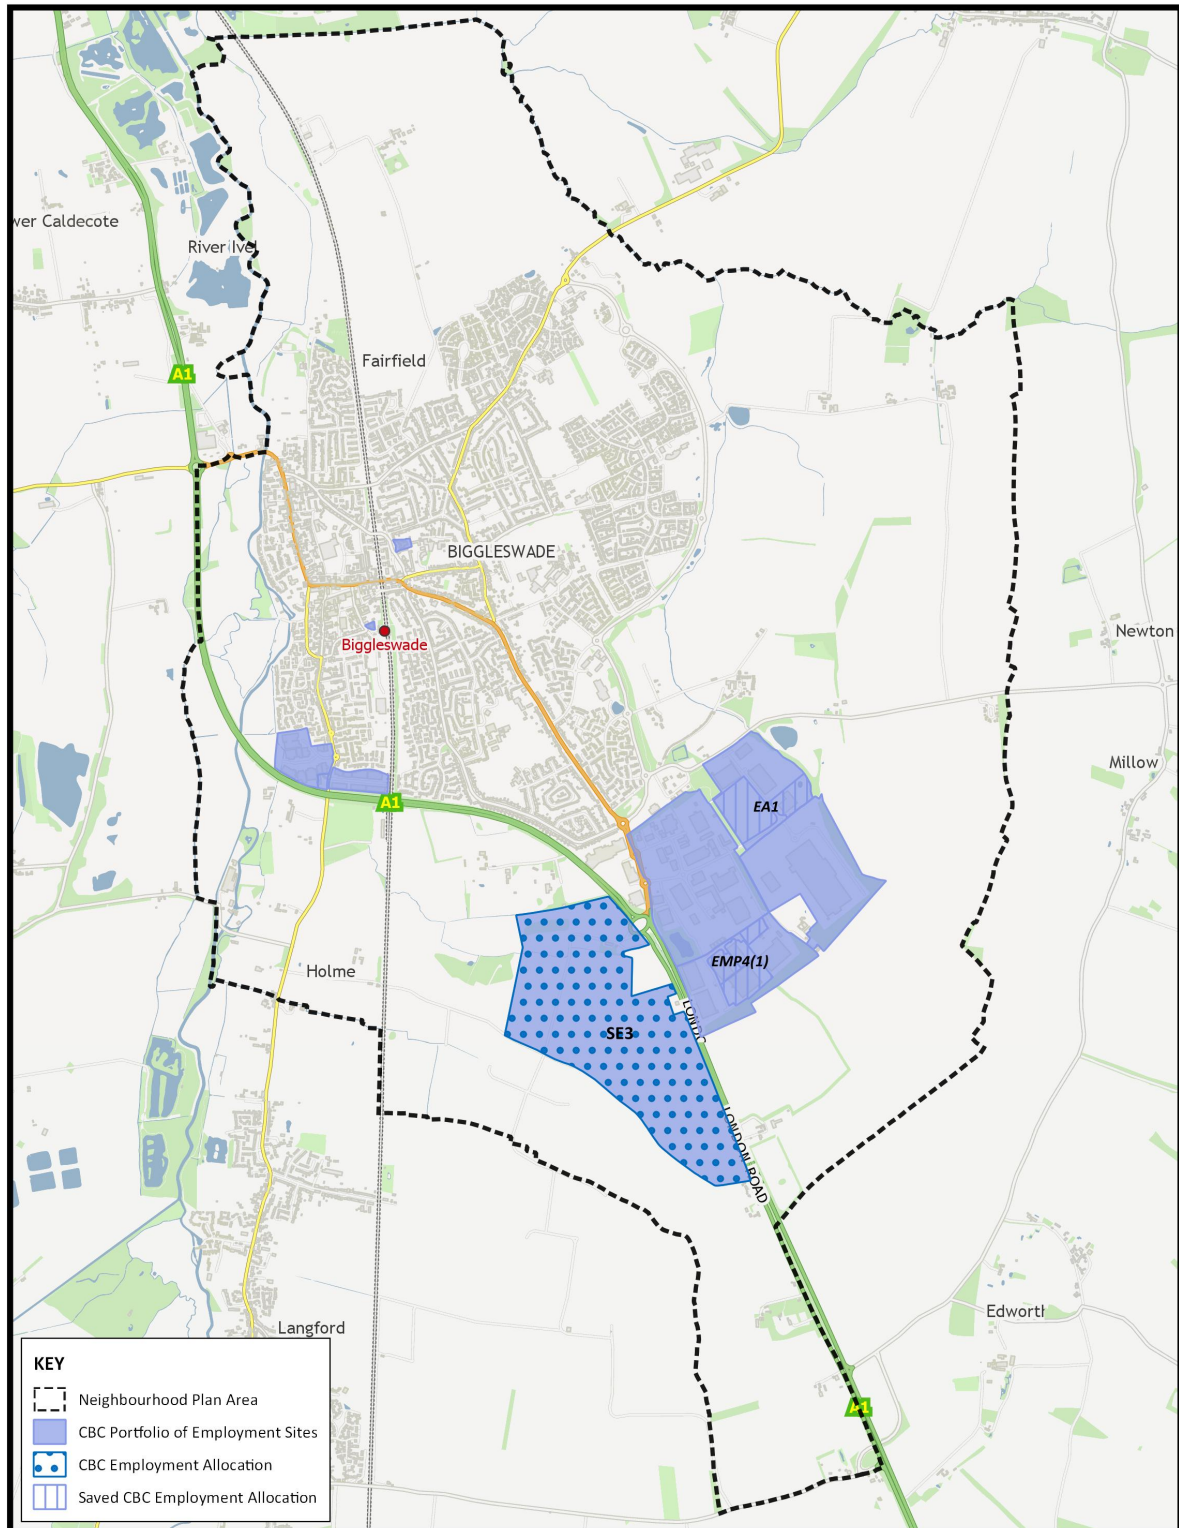 wer Caldecote
River Ivel
Fairfield
A1
BIGGLESWADE
Biggleswade
Newton
Millow
A1
EA1
EMP4(1)
Holme
LONDO
SE3
LONDON ROAD
Edworth
Langford
A1
KEY
Neighbourhood Plan Area
CBC Portfolio of Employment Sites
CBC Employment Allocation
Saved CBC Employment Allocation